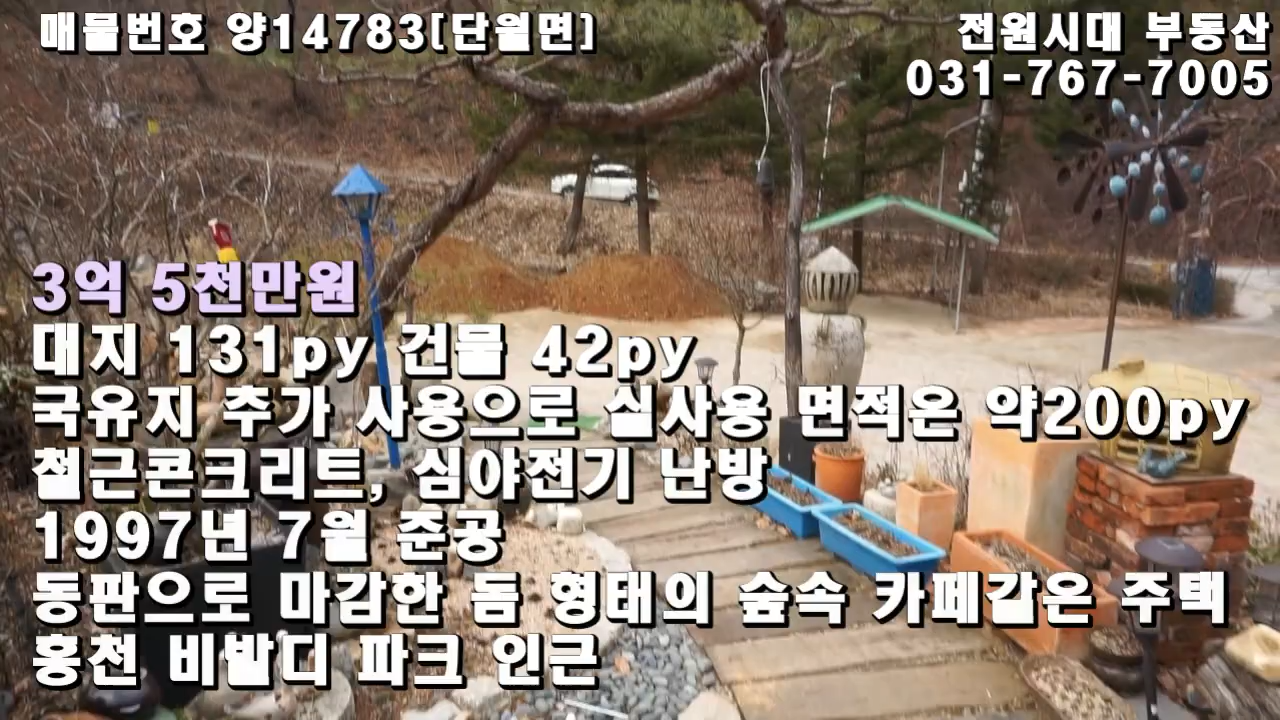 매물번호 양14783[단월면]
전원시대 부동산
031-767-7005
3억 5천만원
대지 131py 건물 42py
국유지 추가 사용으로 실사용 면적은 약200py
철근콘크리트, 심야전기 난방
1997년 7월 준공
동판으로 마감한 돔 형태의 숲속 카페같은 주택
홍천 비발디 파크 인근